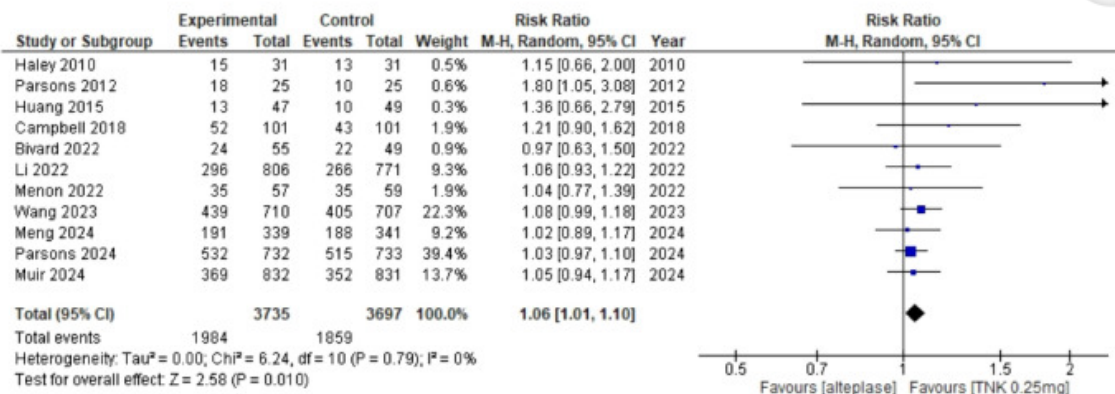 Experimental Control Risk Ratio Risk Ratio
Study or Subgroup Events Total Events Total Weight M-H, Random, 95% CI Year M-H, Random, 95% CI
Haley 2010 15 31 13 31 0.5% 1.15 [0.66, 2.00] 2010
Parsons 2012 18 25 10 25 0.6% 1.80 [1.05, 3.08] 2012
Huang 2015 13 47 10 49 0.3% 1.36 [0.66, 2.79] 2015
Campbell 2018 52 101 43 101 1.9% 1.21 [0.90, 1.62] 2018
Bivard 2022 24 55 22 49 0.9% 0.97 [0.63, 1.50] 2022
Li 2022 296 806 266 771 9.3% 1.06 [0.93, 1.22] 2022
Menon 2022 35 57 35 59 1.9% 1.04 [0.77, 1.39] 2022
Wang 2023 439 710 405 707 22.3% 1.08 [0.99, 1.18] 2023
Meng 2024 191 339 188 341 9.2% 1.02 [0.89, 1.17] 2024
Parsons 2024 532 732 515 733 39.4% 1.03 [0.97, 1.10] 2024
Muir 2024 369 832 352 831 13.7% 1.05 [0.94, 1.17] 2024
Total (95% CI) 3735 3697 100.0% 1.06 [1.01, 1.10]
Total events 1984 1859
Heterogeneity: Tau² = 0.00; Chi² = 6.24, df = 10 (P = 0.79); I² = 0%
Test for overall effect: Z = 2.58 (P = 0.010)
0.5 0.7 1 1.5 2
Favours [alteplase] Favours [TNK 0.25mg]